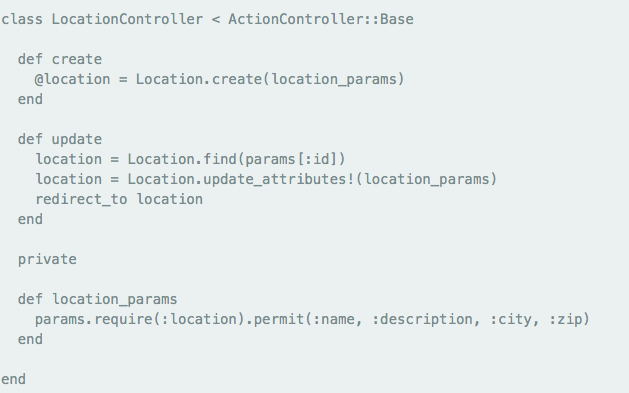 class LocationController < ActionController::Base
def create
@location = Location.create(location_params)
end
def update
location = Location.find(params[:id])
location = Location.update_attributes!(location_params)
redirect_to location
end
private
def location_params
params.require(:location).permit(:name, :description, :city, :zip)
end
end